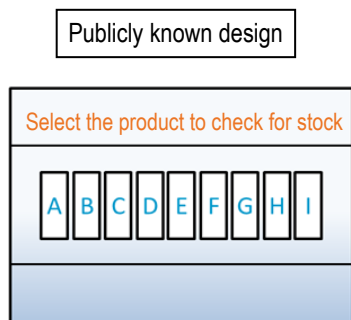 Publicly known design
Select the product to check for stock
A B C D E F G H I